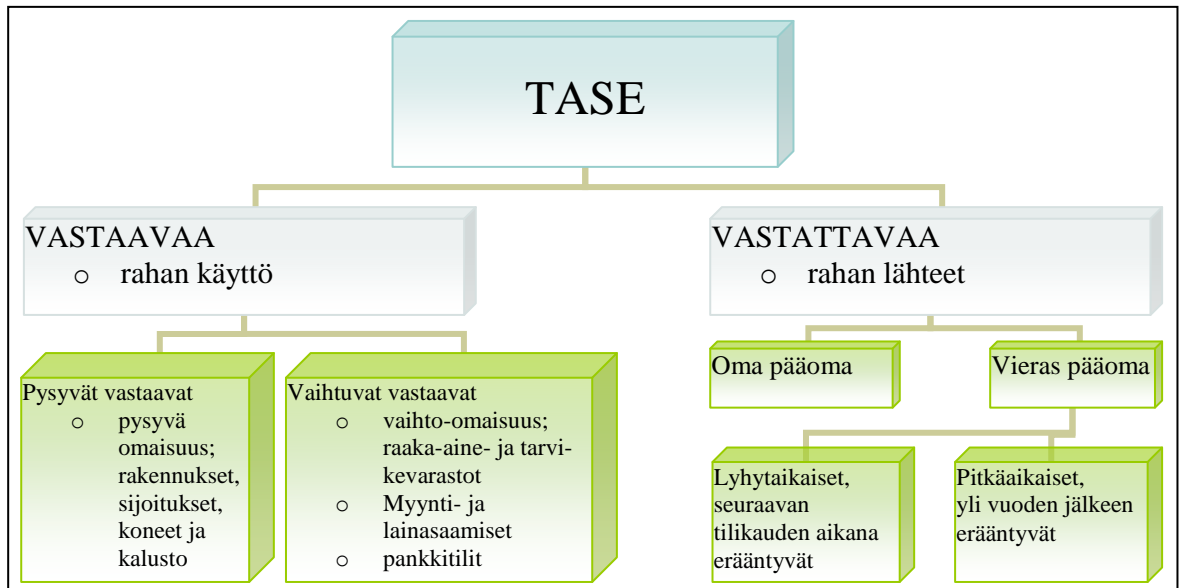 TASE
VASTAAVAA
o rahan käyttö
VASTATTAVAA
o rahan lähteet
Pysyvät vastaavat
o pysyvä
omaisuus;
rakennukset,
sijoitukset,
koneet ja
kalusto
Vaihtuvat vastaavat
o vaihto-omaisuus;
raaka-aine- ja tarvi-
kevarastot
o Myynti- ja
lainasaamiset
o pankkitilit
Oma pääoma
Vieras pääoma
Lyhytaikaiset,
seuraavan
tilikauden aikana
erääntyvät
Pitkäaikaiset,
yli vuoden jälkeen
erääntyvät